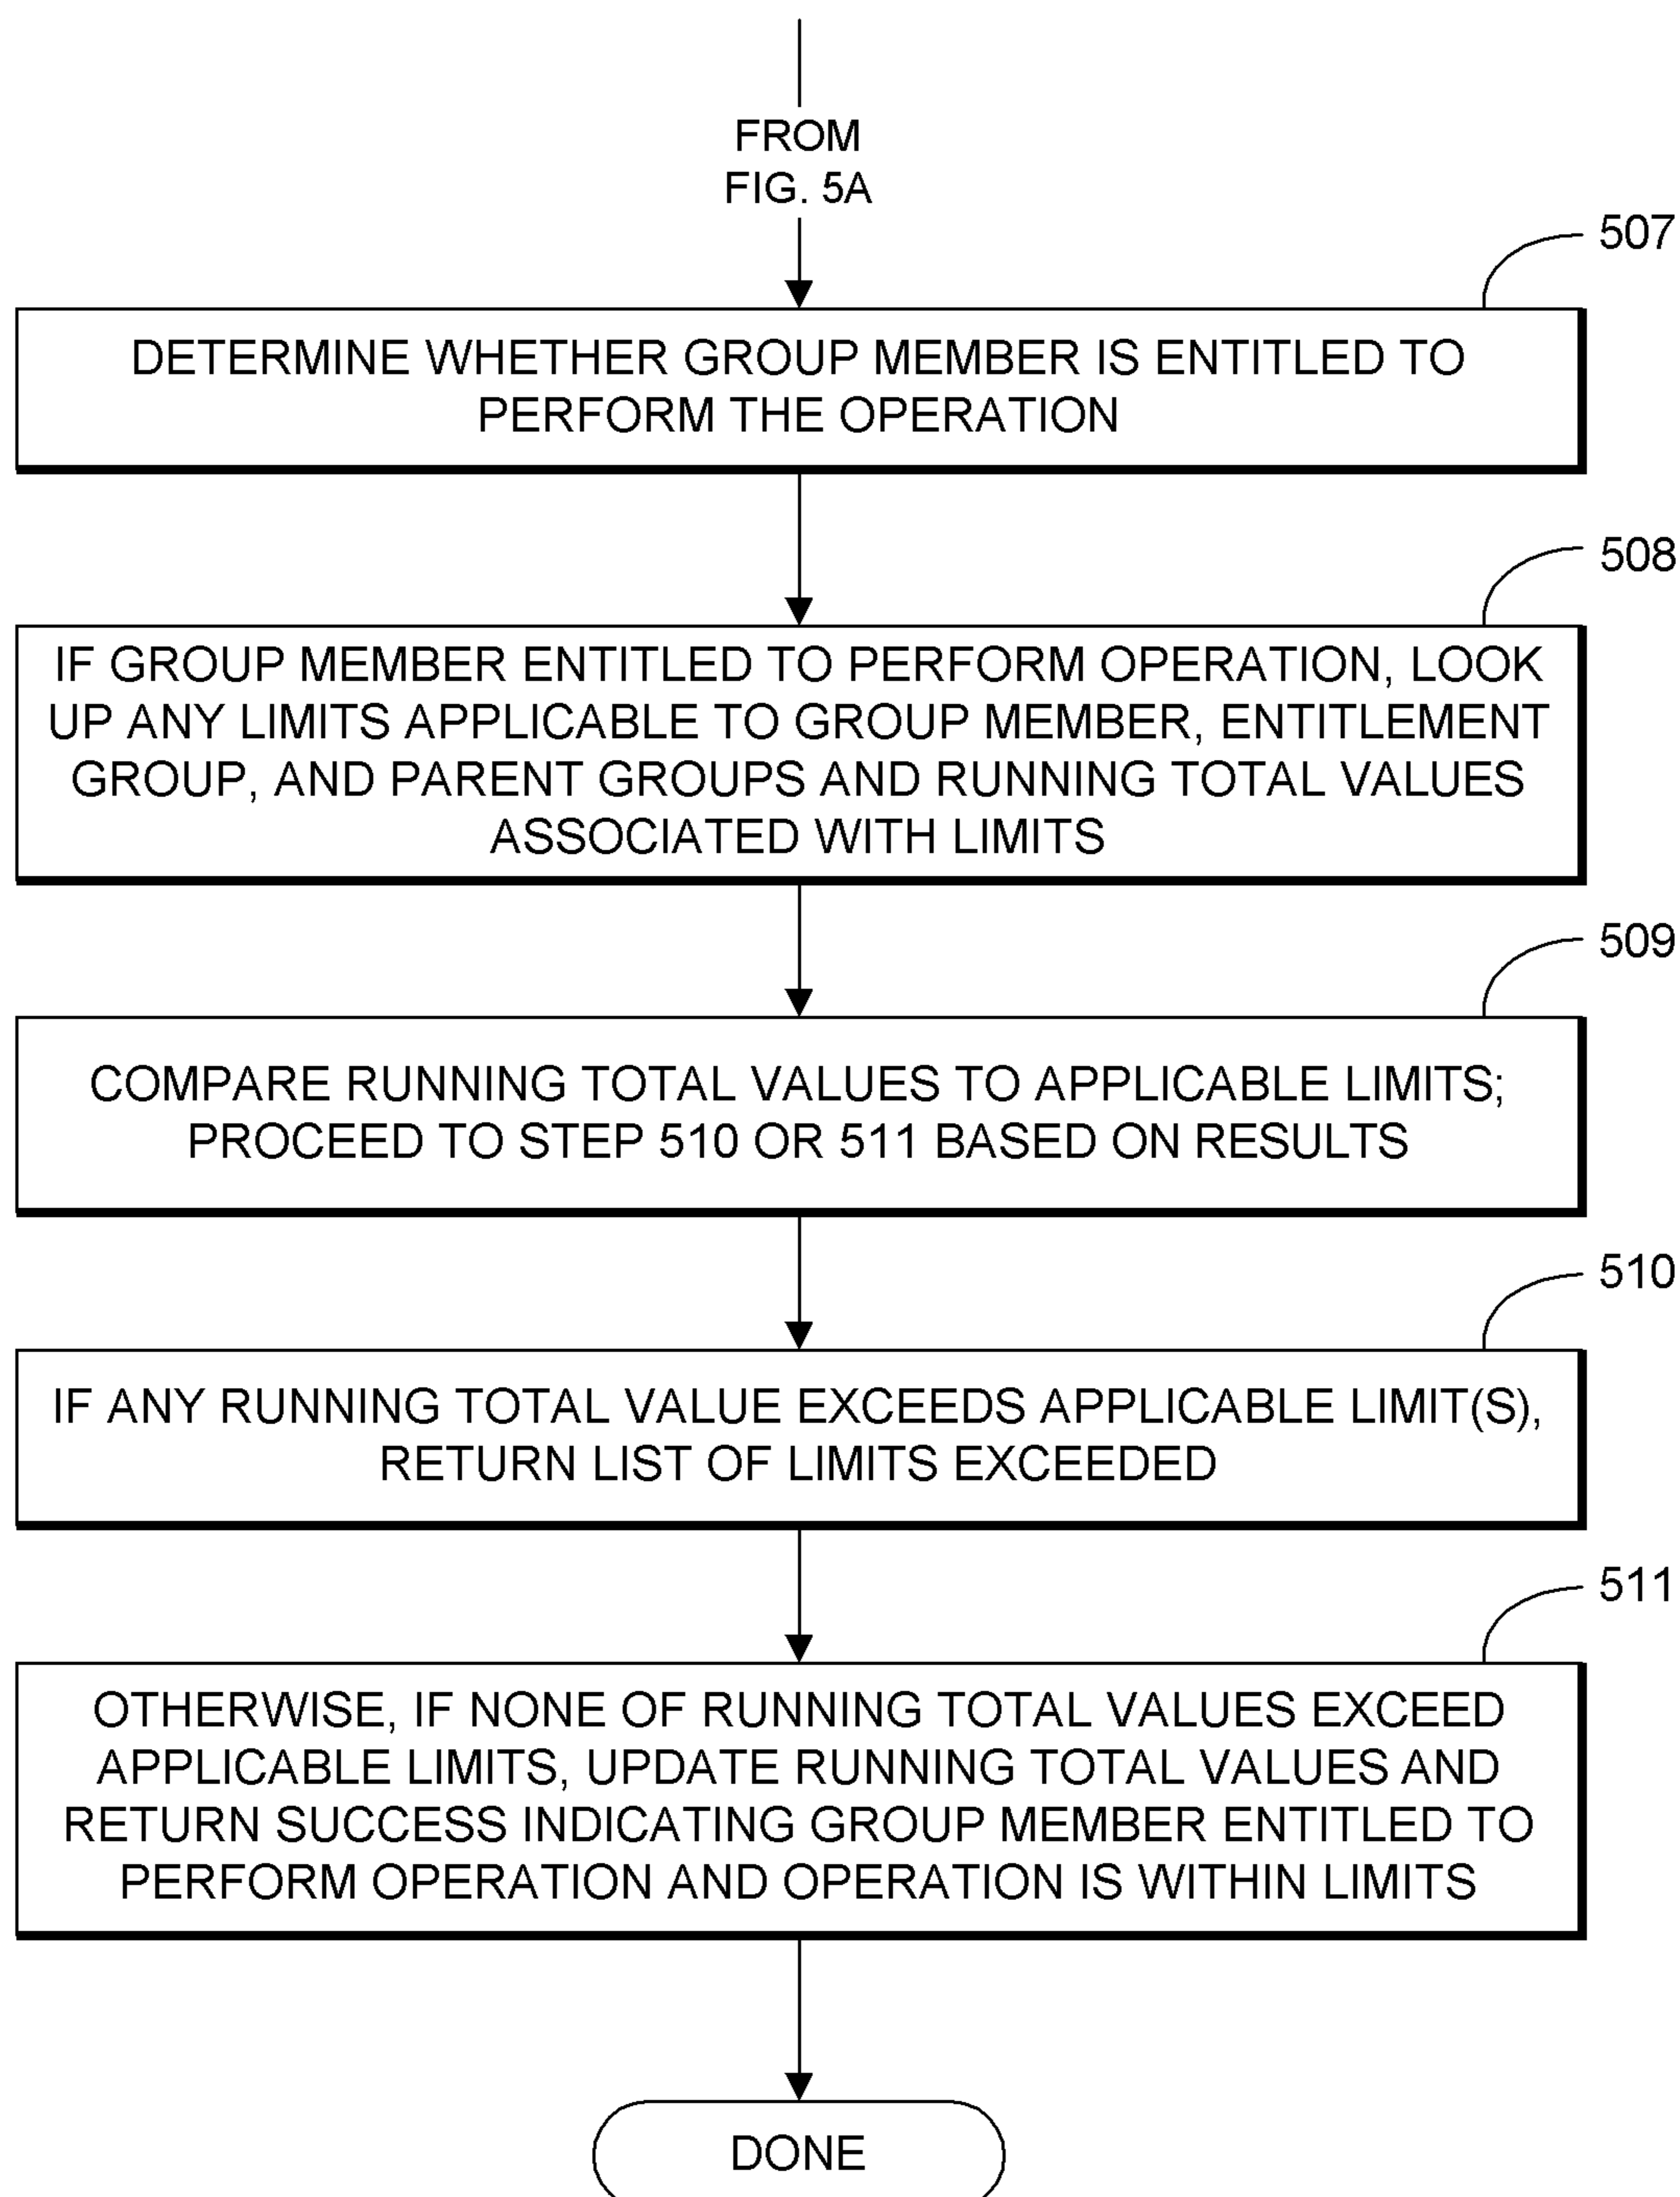 FROM
FIG. 5A
507
DETERMINE WHETHER GROUP MEMBER IS ENTITLED TO
PERFORM THE OPERATION
508
IF GROUP MEMBER ENTITLED TO PERFORM OPERATION, LOOK
UP ANY LIMITS APPLICABLE TO GROUP MEMBER, ENTITLEMENT
GROUP, AND PARENT GROUPS AND RUNNING TOTAL VALUES
ASSOCIATED WITH LIMITS
509
COMPARE RUNNING TOTAL VALUES TO APPLICABLE LIMITS;
PROCEED TO STEP 510 OR 511 BASED ON RESULTS
510
IF ANY RUNNING TOTAL VALUE EXCEEDS APPLICABLE LIMIT(S),
RETURN LIST OF LIMITS EXCEEDED
511
OTHERWISE, IF NONE OF RUNNING TOTAL VALUES EXCEED
APPLICABLE LIMITS, UPDATE RUNNING TOTAL VALUES AND
RETURN SUCCESS INDICATING GROUP MEMBER ENTITLED TO
PERFORM OPERATION AND OPERATION IS WITHIN LIMITS
DONE